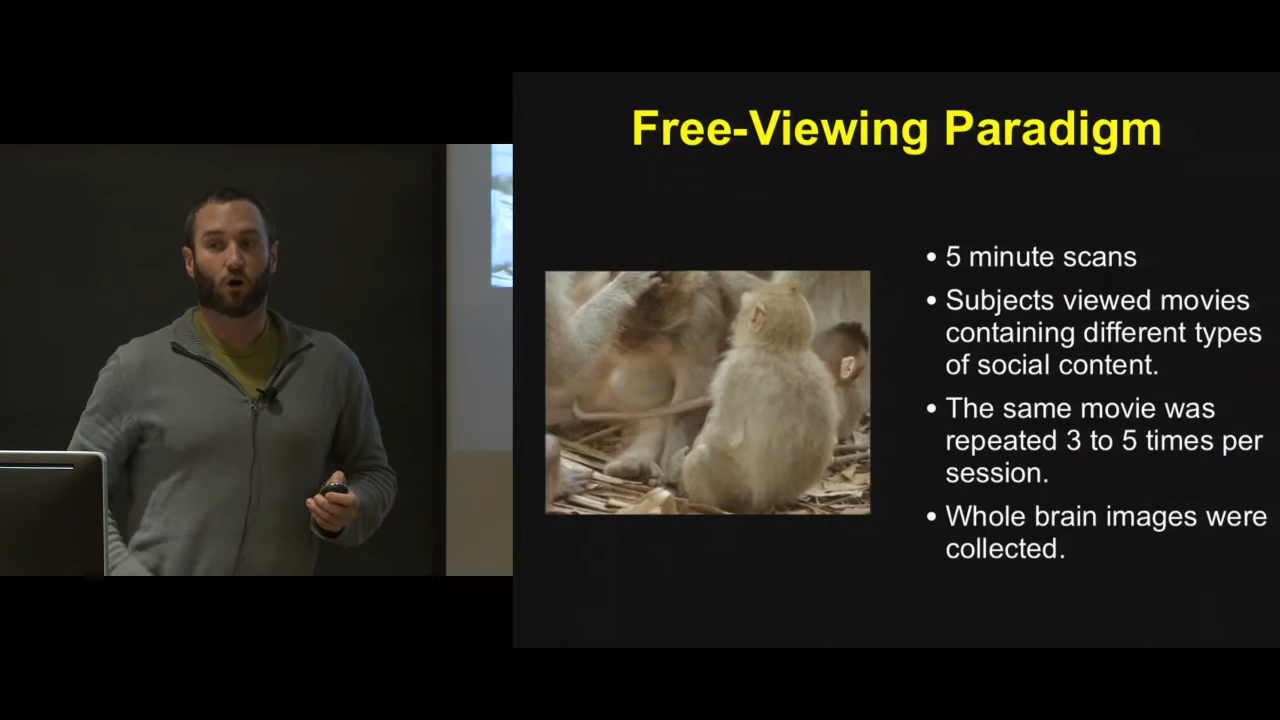 Free-Viewing Paradigm
• 5 minute scans
• Subjects viewed movies
containing different types
of social content.
• The same movie was
repeated 3 to 5 times per
session.
• Whole brain images were
collected.